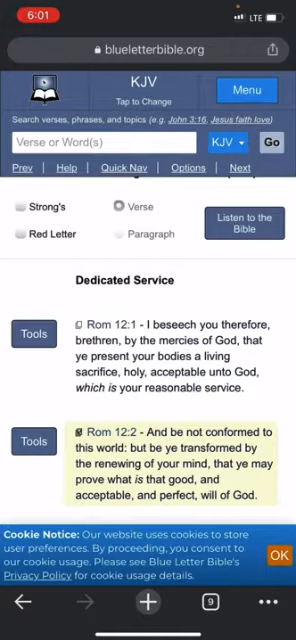 6:01
LTE
blueletterbible.org
KJV
Tap to Change
Menu
Search verses, phrases, and topics (e.g. John 3:16, Jesus faith love)
Verse or Word(s)
KJV
Go
Prev | Help | Quick Nav | Options | Next
Strong's
Verse
Listen to the
Bible
Red Letter
Paragraph
Dedicated Service
Tools
Rom 12:1 - I beseech you therefore,
brethren, by the mercies of God, that
ye present your bodies a living
sacrifice, holy, acceptable unto God,
which is your reasonable service.
Tools
Rom 12:2 - And be not conformed to
this world: but be ye transformed by
the renewing of your mind, that ye may
prove what is that good, and
acceptable, and perfect, will of God.
Cookie Notice: Our website uses cookies to store
user preferences. By proceeding, you consent to
our cookie usage. Please see Blue Letter Bible's
Privacy Policy for cookie usage details.
OK
9